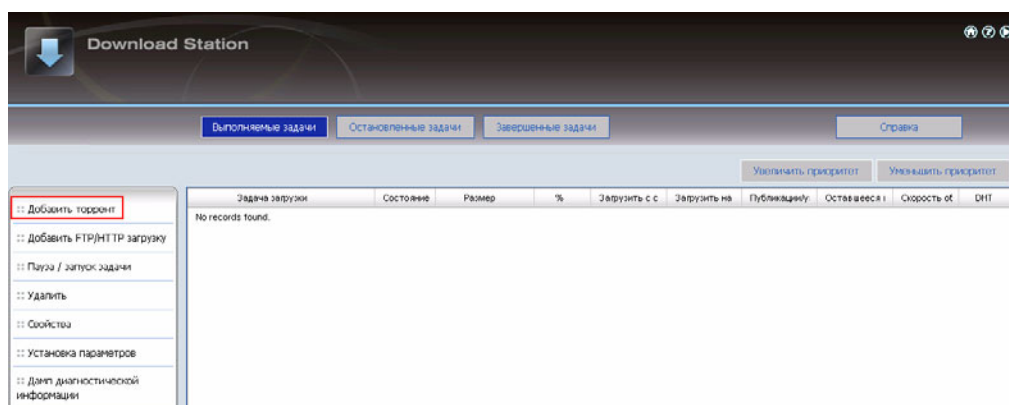 Download Station
Выполняемые задачи Остановленные задачи Завершенные задачи Справка
Увеличить приоритет Уменьшить приоритет
Задача загрузки Состояние Размер % Загрузить с с Загрузить на Публикации/у Оставшееся Скорость об DHT
No records found.
:: Добавить торрент
:: Добавить FTP/HTTP загрузку
:: Пауза / запуск задачи
:: Удалить
:: Свойства
:: Установка параметров
:: Дамп диагностической
информации